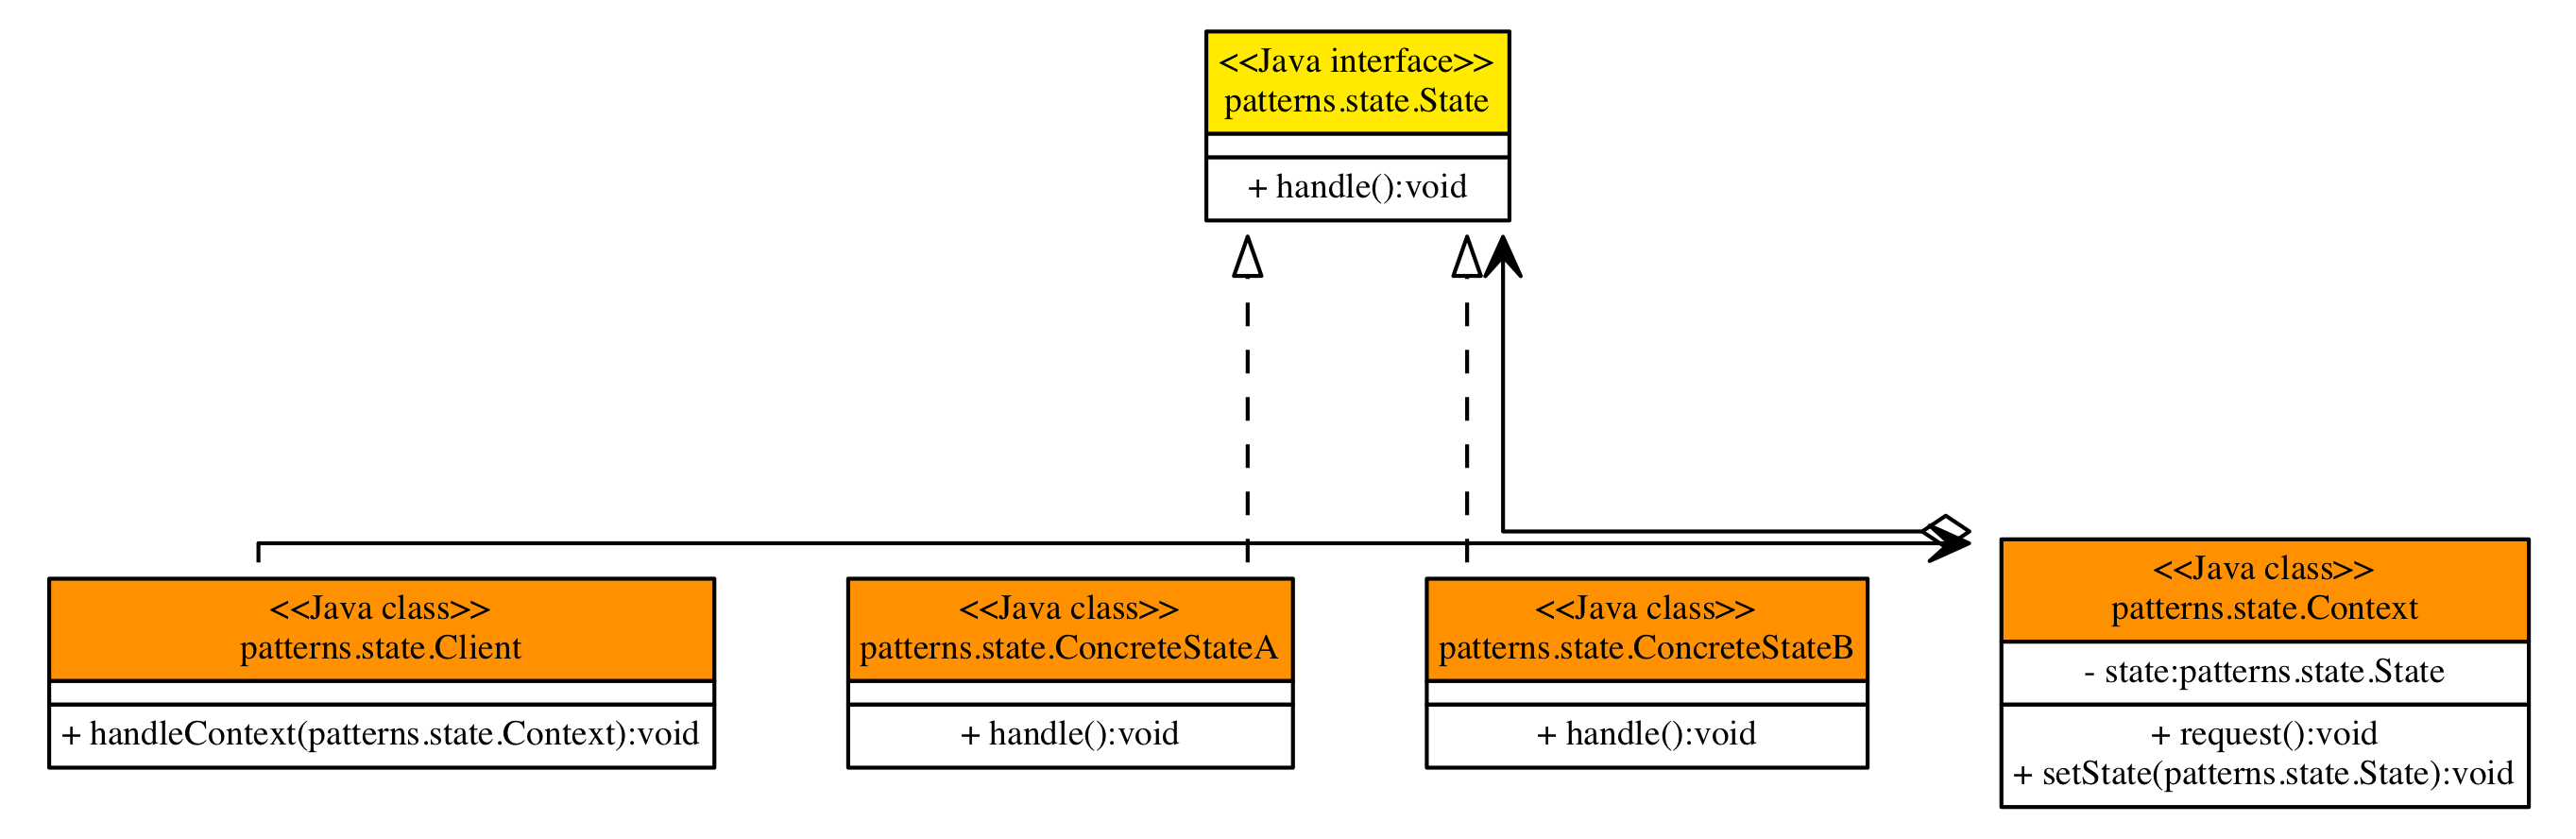 <<Java interface>>
patterns.state.State
+ handle():void
<<Java class>>
patterns.state.Client
+ handleContext(patterns.state.Context):void
<<Java class>>
patterns.state.ConcreteStateA
+ handle():void
<<Java class>>
patterns.state.ConcreteStateB
+ handle():void
<<Java class>>
patterns.state.Context
- state:patterns.state.State
+ request():void
+ setState(patterns.state.State):void